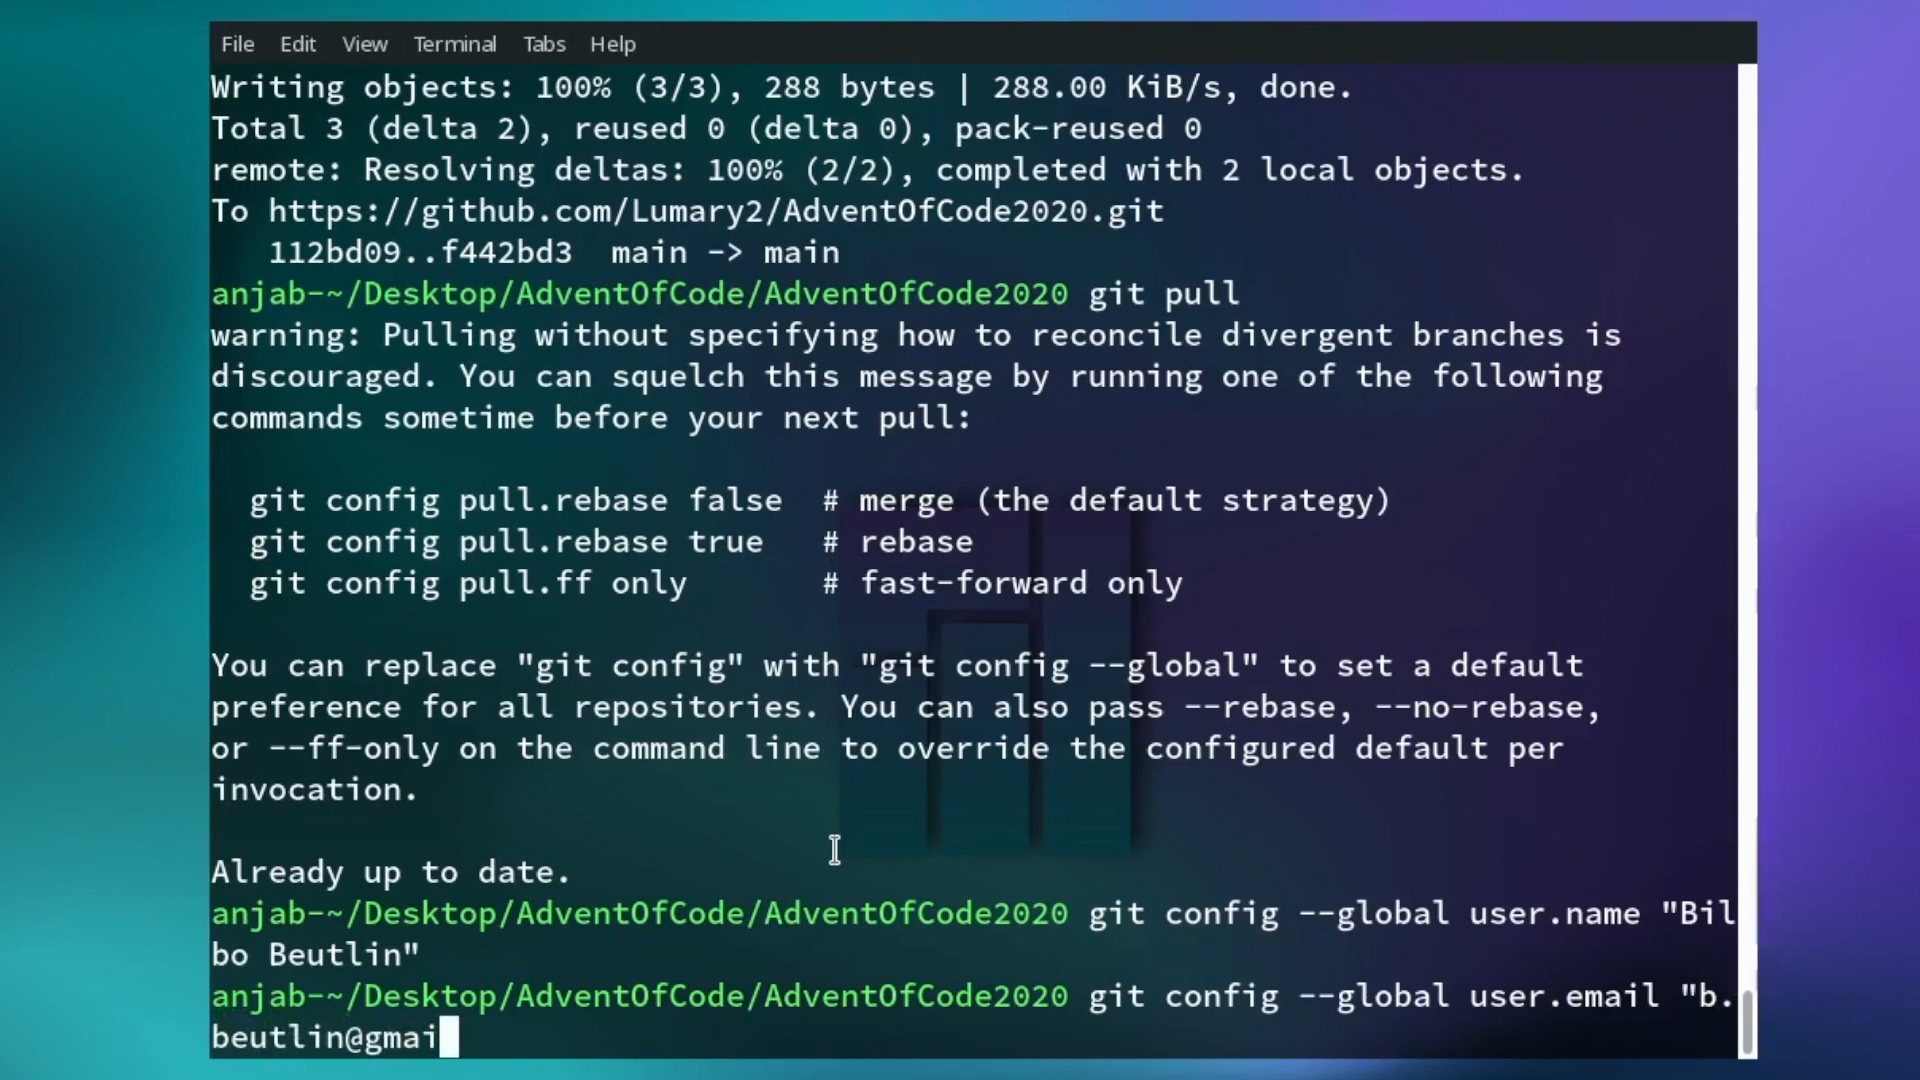 File Edit View Terminal Tabs Help
Writing objects: 100% (3/3), 288 bytes | 288.00 KiB/s, done.
Total 3 (delta 2), reused 0 (delta 0), pack-reused 0
remote: Resolving deltas: 100% (2/2), completed with 2 local objects.
To https://github.com/Lumary2/AdventOfCode2020.git
   112bd09..f442bd3  main -> main
anjab-~/Desktop/AdventOfCode/AdventOfCode2020 git pull
warning: Pulling without specifying how to reconcile divergent branches is
discouraged. You can squelch this message by running one of the following
commands sometime before your next pull:

  git config pull.rebase false  # merge (the default strategy)
  git config pull.rebase true   # rebase
  git config pull.ff only       # fast-forward only

You can replace "git config" with "git config --global" to set a default
preference for all repositories. You can also pass --rebase, --no-rebase,
or --ff-only on the command line to override the configured default per
invocation.

Already up to date.
anjab-~/Desktop/AdventOfCode/AdventOfCode2020 git config --global user.name "Bil
bo Beutlin"
anjab-~/Desktop/AdventOfCode/AdventOfCode2020 git config --global user.email "b.
beutlin@gmai